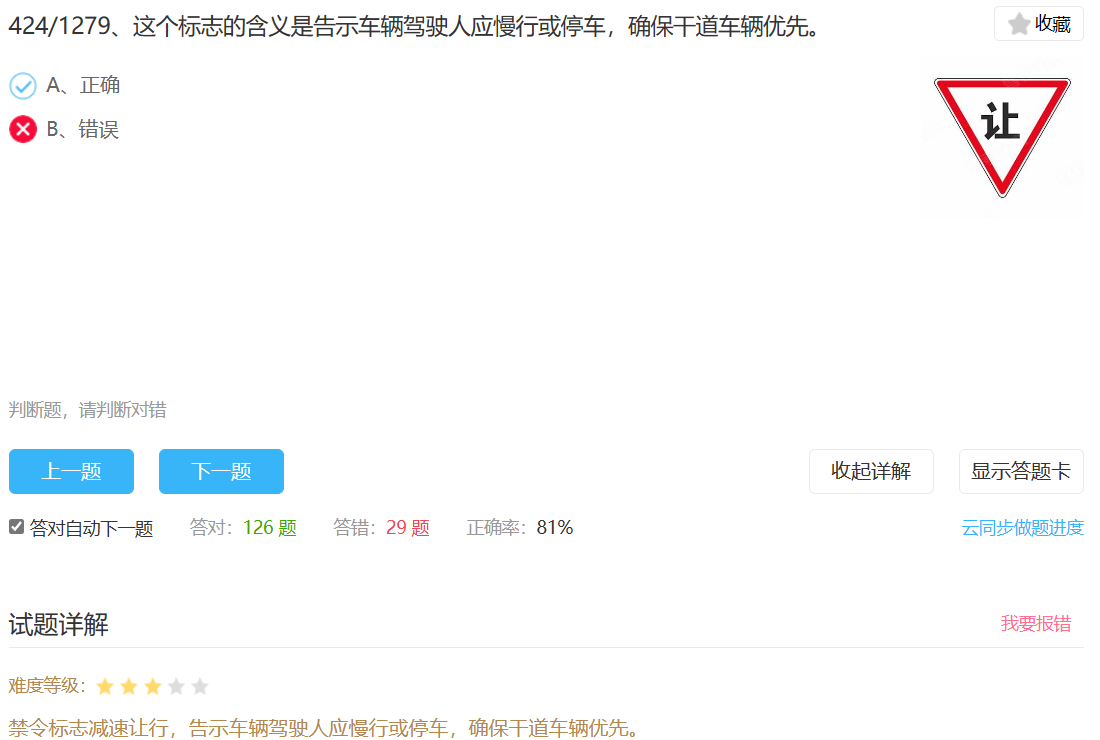 424/1279、这个标志的含义是告示车辆驾驶人应慢行或停车，确保干道车辆优先。
收藏
A、正确
让
B、错误
判断题，请判断对错
上一题 下一题 收起详解 显示答题卡
答对自动下一题 答对：126 题 答错：29 题 正确率：81% 云同步做题进度
试题详解 我要报错
难度等级：
禁令标志减速让行，告示车辆驾驶人应慢行或停车，确保干道车辆优先。